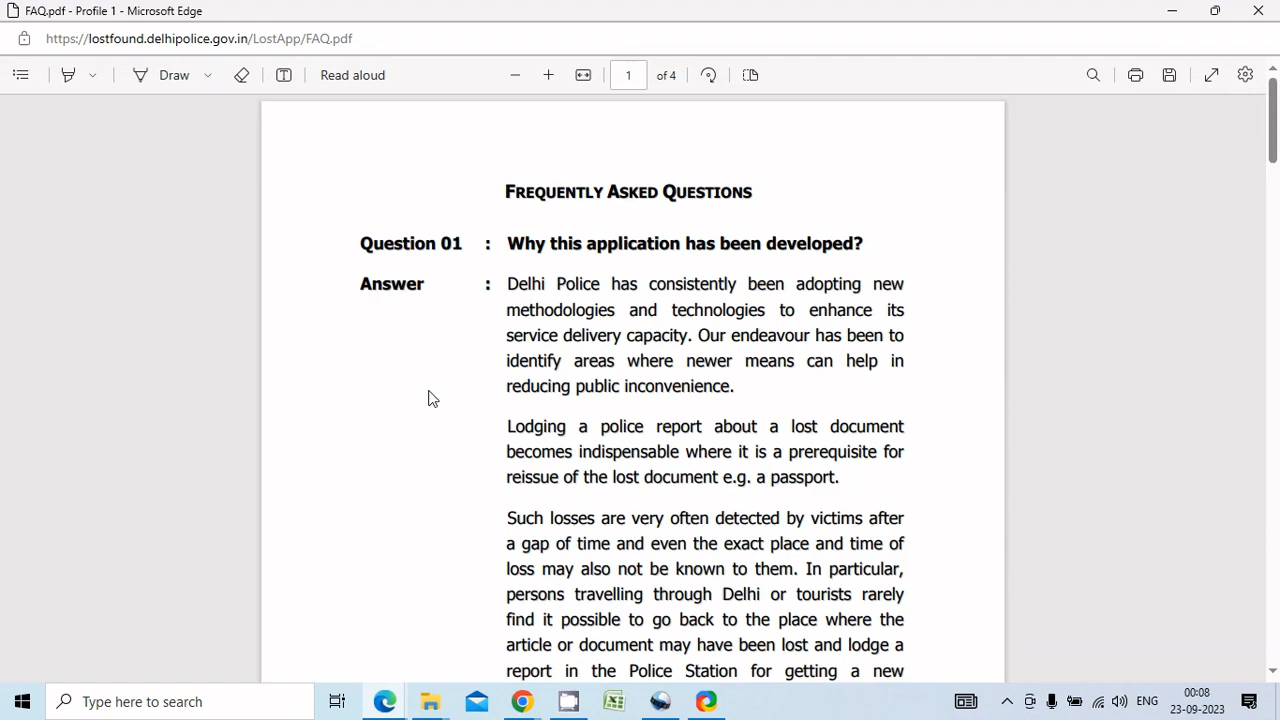 FAQ.pdf - Profile 1 - Microsoft Edge
https://lostfound.delhipolice.gov.in/LostApp/FAQ.pdf
Draw Read aloud 1 of 4
FREQUENTLY ASKED QUESTIONS
Question 01 : Why this application has been developed?
Answer : Delhi Police has consistently been adopting new
methodologies and technologies to enhance its
service delivery capacity. Our endeavour has been to
identify areas where newer means can help in
reducing public inconvenience.
Lodging a police report about a lost document
becomes indispensable where it is a prerequisite for
reissue of the lost document e.g. a passport.
Such losses are very often detected by victims after
a gap of time and even the exact place and time of
loss may also not be known to them. In particular,
persons travelling through Delhi or tourists rarely
find it possible to go back to the place where the
article or document may have been lost and lodge a
report in the Police Station for getting a new
Type here to search
ENG
00:08
23-09-2023